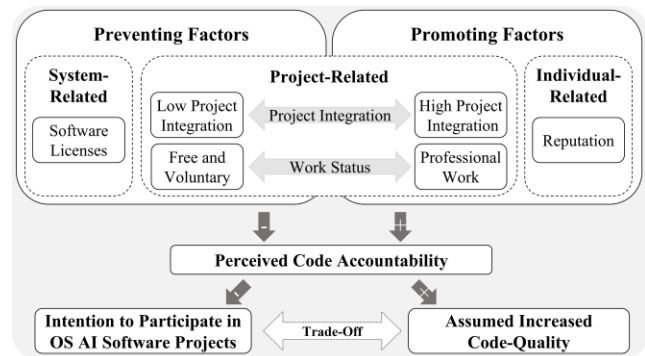 Preventing Factors
Promoting Factors
System-
Related
Software
Licenses
Project-Related
Low Project
Integration
Project Integration
High Project
Integration
Free and
Voluntary
Work Status
Professional
Work
Individual-
Related
Reputation
-
+
Perceived Code Accountability
-
+
Intention to Participate in
OS AI Software Projects
Trade-Off
Assumed Increased
Code-Quality